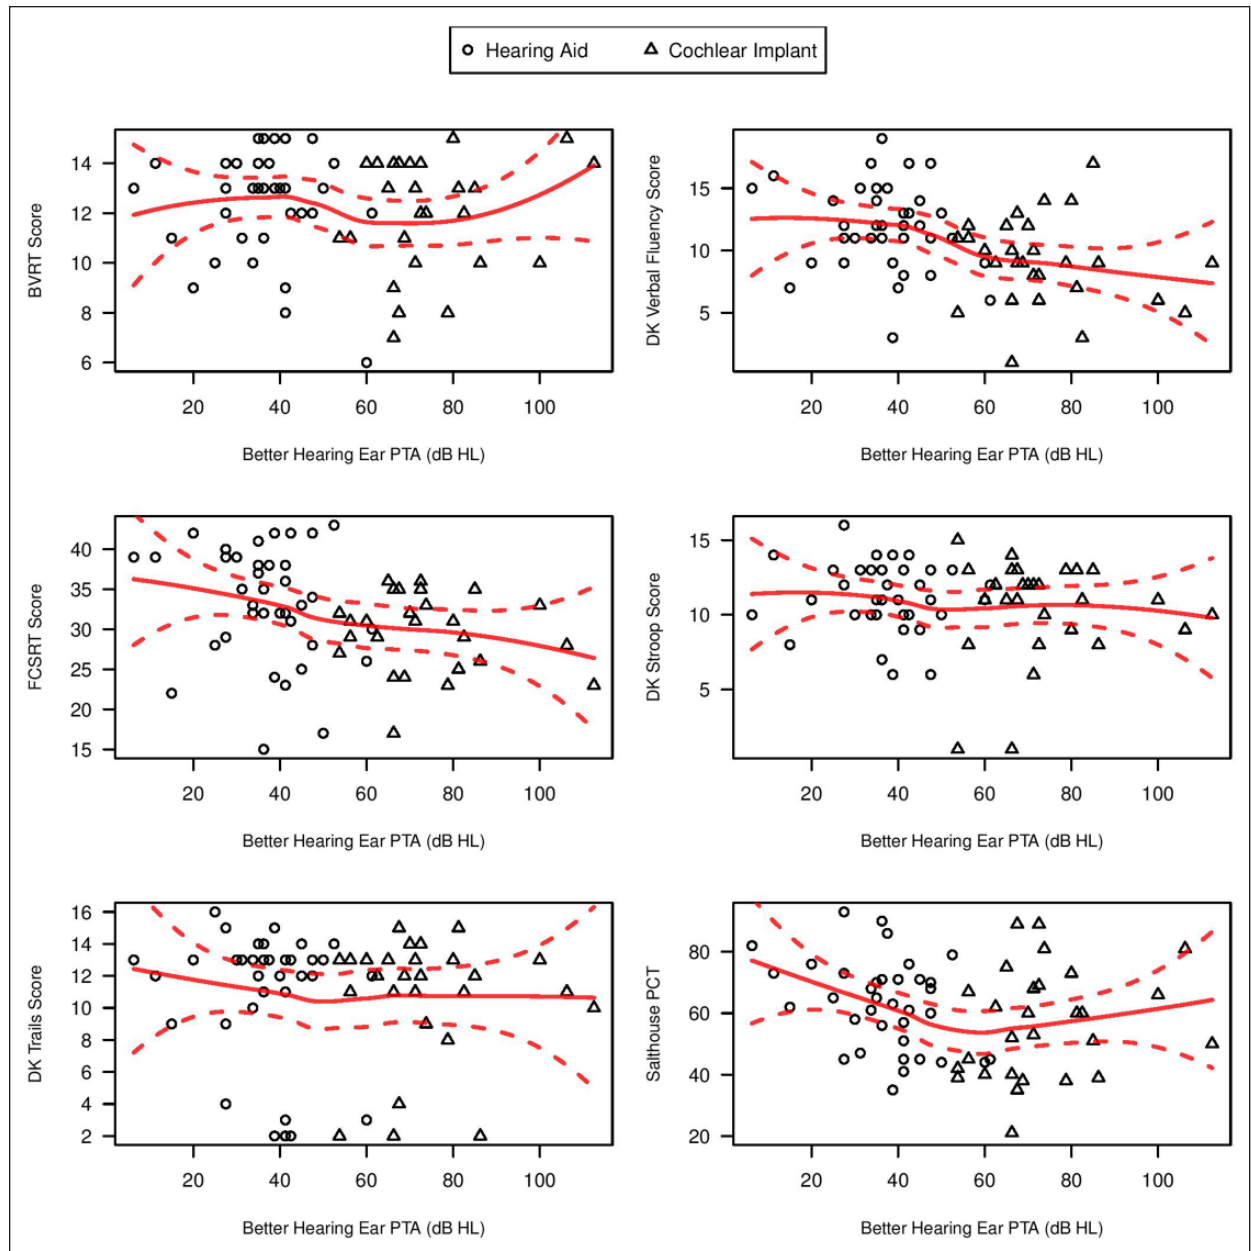 Hearing Aid Cochlear Implant
BVRT Score
14
12
10
8
6
20 40 60 80 100
Better Hearing Ear PTA (dB HL)
DK Verbal Fluency Score
15
10
5
20 40 60 80 100
Better Hearing Ear PTA (dB HL)
FCSRT Score
40
35
30
25
20
15
20 40 60 80 100
Better Hearing Ear PTA (dB HL)
DK Stroop Score
15
10
5
20 40 60 80 100
Better Hearing Ear PTA (dB HL)
DK Trails Score
16
14
12
10
8
6
4
2
20 40 60 80 100
Better Hearing Ear PTA (dB HL)
Salthouse PCT
80
60
40
20
20 40 60 80 100
Better Hearing Ear PTA (dB HL)